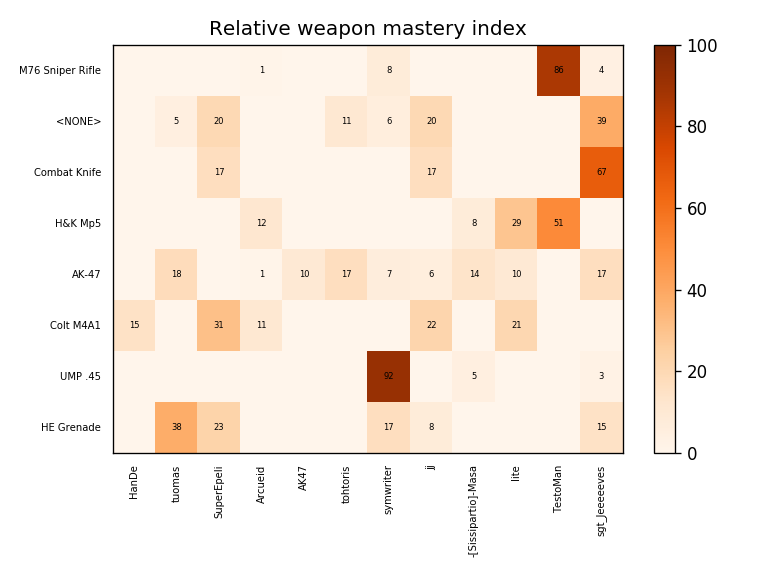 Relative weapon mastery index
M76 Sniper Rifle 1 8 86 4
<NONE> 5 20 11 6 20 39
Combat Knife 17 17 67
H&K Mp5 12 8 29 51
AK-47 18 1 10 17 7 6 14 10 17
Colt M4A1 15 31 11 22 21
UMP .45 92 5 3
HE Grenade 38 23 17 8 15
HanDe
tuomas
SuperEpeli
Arcueid
AK47
tohtoris
symwriter
jj
-[Sissipartio]-Masa
lite
TestoMan
sgt_Jeeeeeves
100
80
60
40
20
0